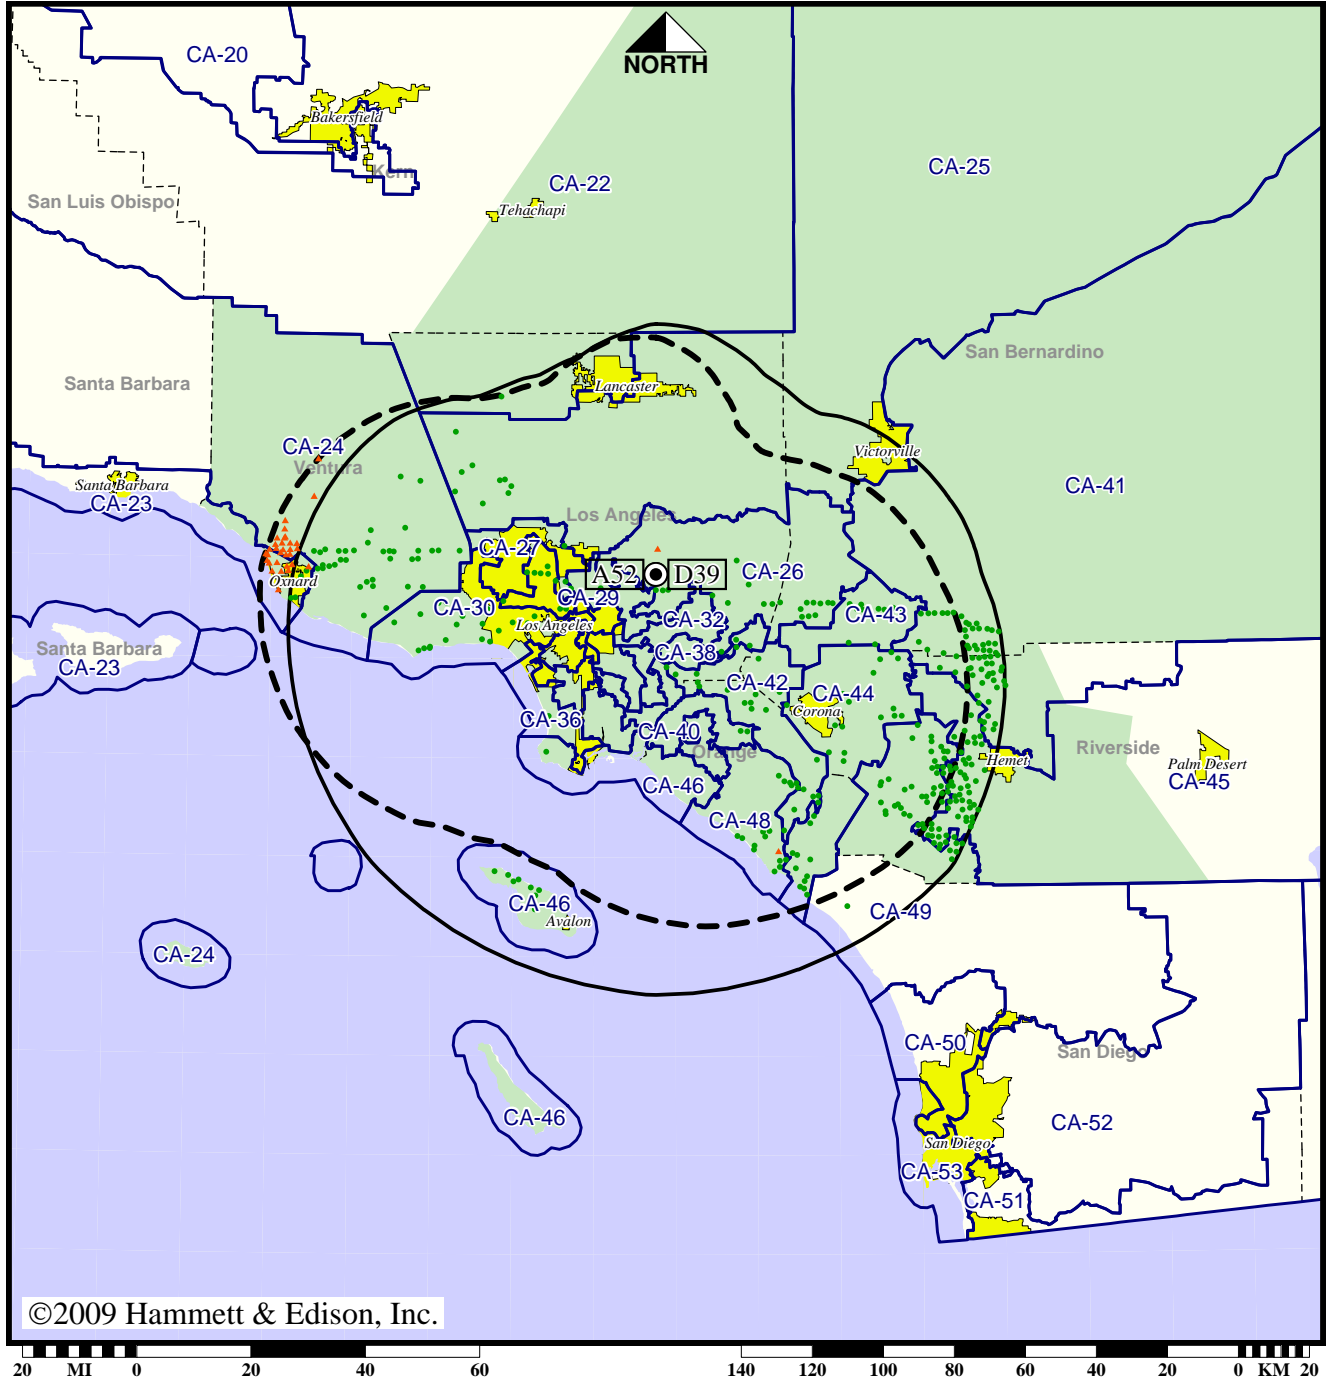 CA-20
NORTH
Bakersfield
Kern
CA-25
CA-22
San Luis Obispo
Tehachapi
San Bernardino
Santa Barbara
Lancaster
CA-24
Ventura
Victorville
Santa Barbara
CA-23
CA-41
Los Angeles
CA-27
A52
D39
CA-26
Oxnard
CA-30
CA-29
CA-32
CA-43
Los Angeles
Santa Barbara
CA-23
CA-38
CA-42
CA-44
Corona
CA-36
CA-40
Orange
Riverside
Hemet
Palm Desert
CA-45
CA-46
CA-48
CA-46
Avalon
CA-49
CA-24
CA-50
San Diego
CA-46
CA-52
San Diego
CA-53
CA-51
©2009 Hammett & Edison, Inc.
20 MI 0 20 40 60 140 120 100 80 60 40 20 0 KM 20